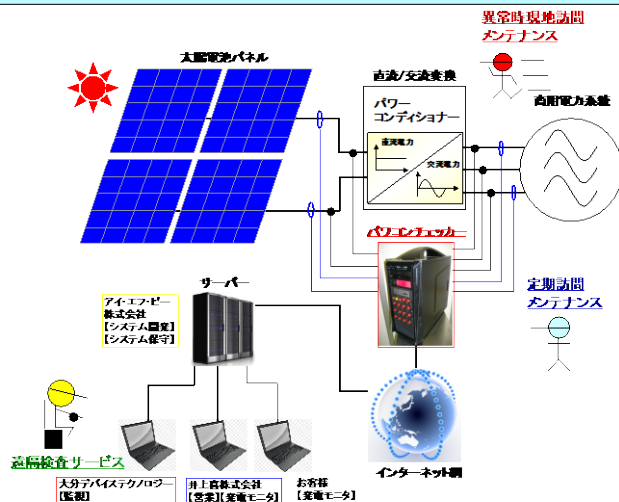 異常時現地訪問
メンテナンス
太陽電池パネル
直流/交流変換
商用電力系統
パワー
コンディショナー
直流電力
交流電力
パワコンチェッカー
サーバー
定期訪問
メンテナンス
アイ・エフ・ピー
株式会社
【システム開発】
【システム保守】
遠隔検査サービス
インターネット網
大分デバイステクノロジー
【監視】
井上喜株式会社
【営業】【発電モニタ】
お客様
【発電モニタ】